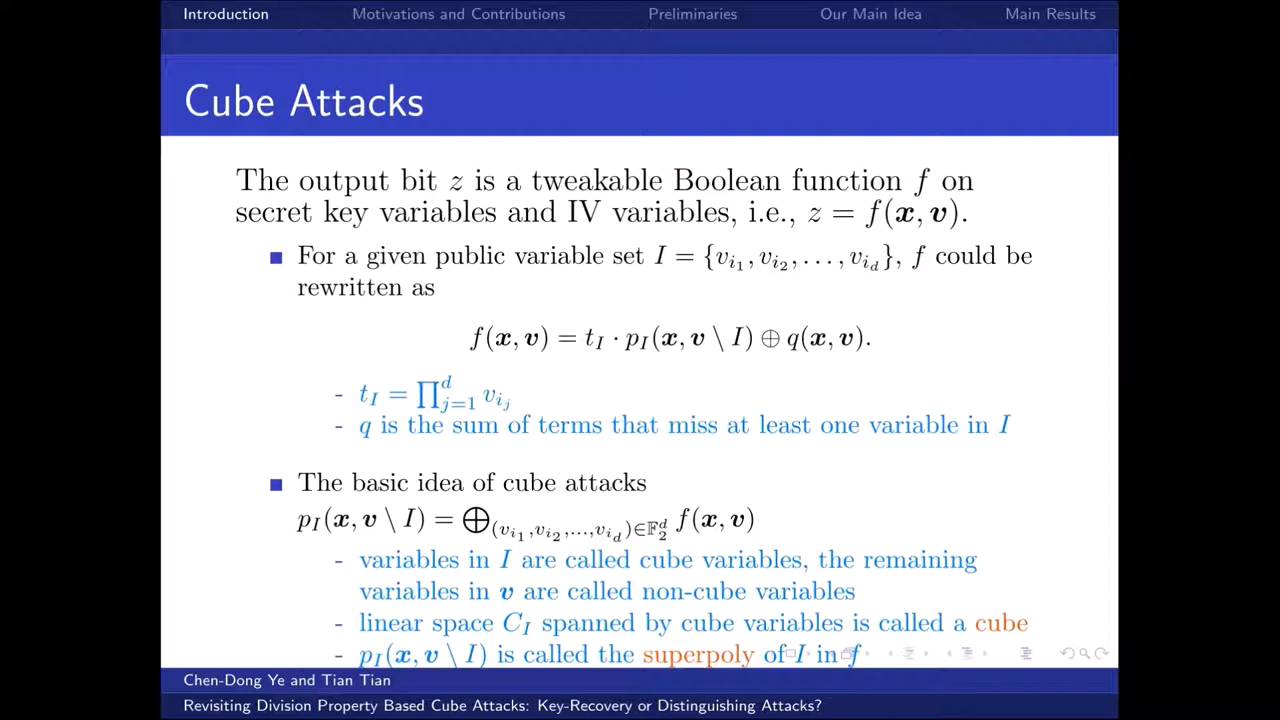 Introduction Motivations and Contributions Preliminaries Our Main Idea Main Results
Cube Attacks
The output bit z is a tweakable Boolean function f on
secret key variables and IV variables, i.e., z = f(x, v).
■ For a given public variable set I = {v_{i_1}, v_{i_2}, . . . , v_{i_d}}, f could be
rewritten as
f(x, v) = t_I · p_I(x, v \ I) ⊕ q(x, v).
- t_I = ∏_{j=1}^{d} v_{i_j}
- q is the sum of terms that miss at least one variable in I
■ The basic idea of cube attacks
p_I(x, v \ I) = ⊕_{(v_{i_1},v_{i_2},...,v_{i_d})∈𝔽_2^d} f(x, v)
- variables in I are called cube variables, the remaining
variables in v are called non-cube variables
- linear space C_I spanned by cube variables is called a cube
- p_I(x, v \ I) is called the superpoly of I in f
Chen-Dong Ye and Tian Tian
Revisiting Division Property Based Cube Attacks: Key-Recovery or Distinguishing Attacks?